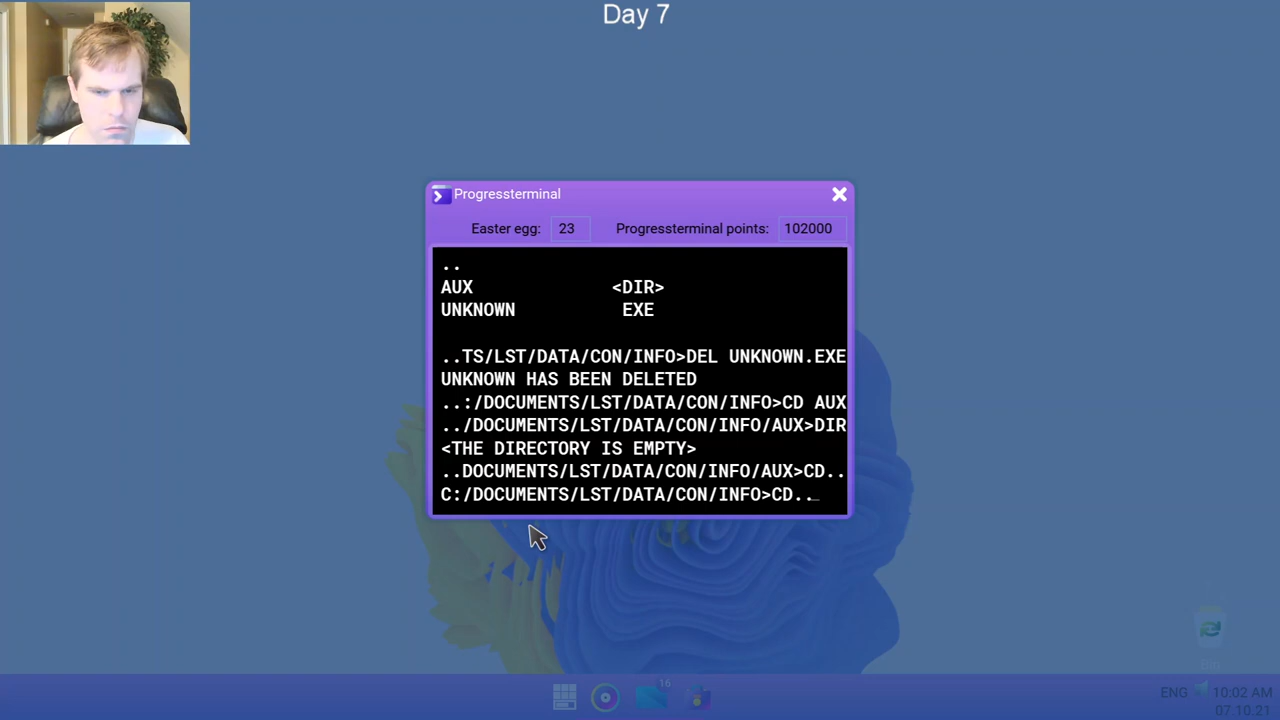 Day 7
Progressterminal
Easter egg: 23 Progressterminal points: 102000
..
AUX <DIR>
UNKNOWN EXE
..TS/LST/DATA/CON/INFO>DEL UNKNOWN.EXE
UNKNOWN HAS BEEN DELETED
..:/DOCUMENTS/LST/DATA/CON/INFO>CD AUX
../DOCUMENTS/LST/DATA/CON/INFO/AUX>DIR
<THE DIRECTORY IS EMPTY>
..DOCUMENTS/LST/DATA/CON/INFO/AUX>CD..
C:/DOCUMENTS/LST/DATA/CON/INFO>CD.._
Bin
16
ENG 10:02 AM
07.10.21